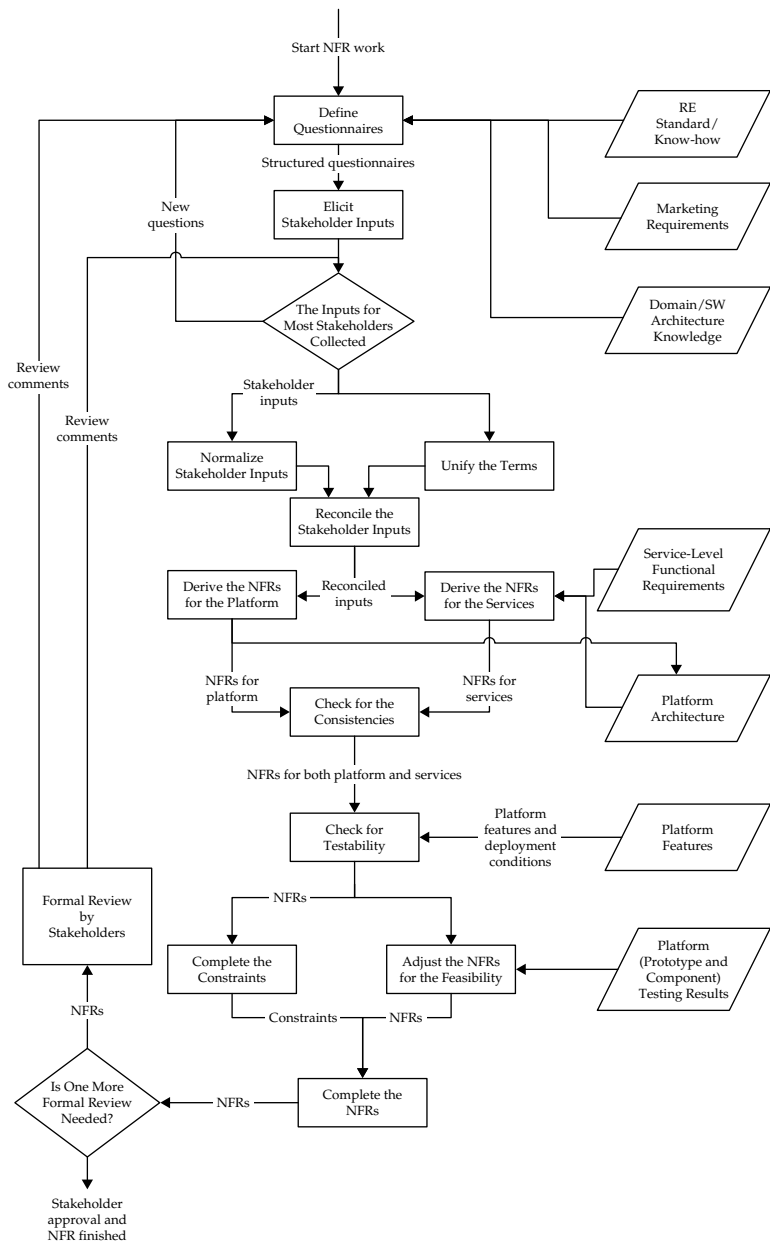 Start NFR work
Define
Questionnaires
RE
Standard/
Know-how
Structured questionnaires
New
questions
Elicit
Stakeholder Inputs
Marketing
Requirements
The Inputs for
Most Stakeholders
Collected
Domain/SW
Architecture
Knowledge
Review
comments
Review
comments
Stakeholder
inputs
Normalize
Stakeholder Inputs
Unify the Terms
Reconcile the
Stakeholder Inputs
Service-Level
Functional
Requirements
Derive the NFRs
for the Platform
Reconciled
inputs
Derive the NFRs
for the Services
NFRs for
platform
NFRs for
services
Platform
Architecture
Check for the
Consistencies
NFRs for both platform and services
Check for
Testability
Platform
features and
deployment
conditions
Platform
Features
Formal Review
by
Stakeholders
NFRs
Complete the
Constraints
Adjust the NFRs
for the Feasibility
Platform
(Prototype and
Component)
Testing Results
NFRs
Constraints
NFRs
Is One More
Formal Review
Needed?
NFRs
Complete the
NFRs
Stakeholder
approval and
NFR finished